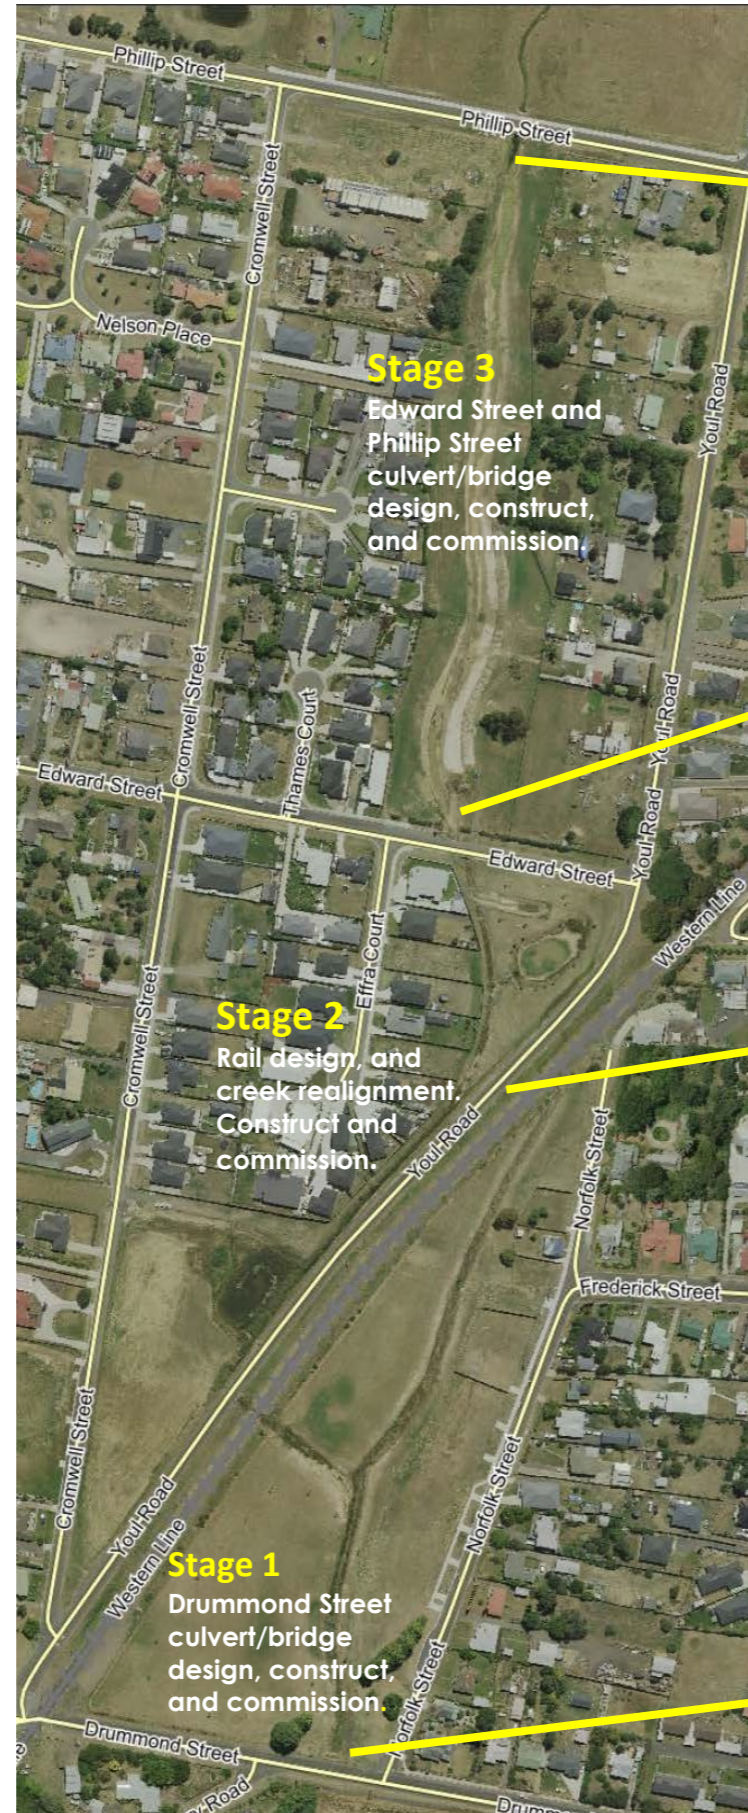 Phillip Street
Phillip Street
Cromwell Street
Nelson Place
Stage 3
Edward Street and
Phillip Street
culvert/bridge
design, construct,
and commission.
Youl Road
Cromwell Street
Thames Court
Youl Road
Youl Road
Edward Street
Edward Street
Youl Road
Western Line
Effra Court
Cromwell Street
Stage 2
Rail design, and
creek realignment.
Construct and
commission.
Youl Road
Norfolk Street
Frederick Street
Cromwell Street
Youl Road
Western Line
Norfolk Street
Stage 1
Drummond Street
culvert/bridge
design, construct,
and commission.
Norfolk Street
Drummond Street
Road